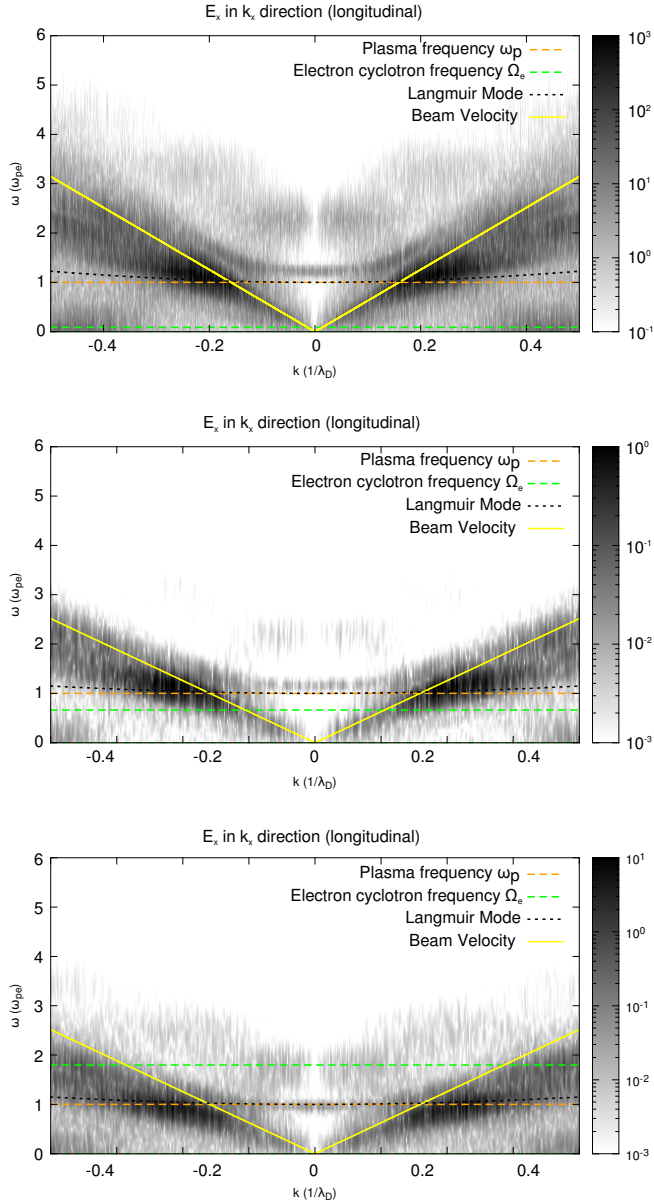 E_x in k_x direction (longitudinal)
6
5
4
3
2
1
0
ω (ω_pe)
Plasma frequency ω_p
Electron cyclotron frequency Ω_e
Langmuir Mode
Beam Velocity
10^3
10^2
10^1
10^0
10^-1
-0.4 -0.2 0 0.2 0.4
k (1/λ_D)
E_x in k_x direction (longitudinal)
6
5
4
3
2
1
0
ω (ω_pe)
Plasma frequency ω_p
Electron cyclotron frequency Ω_e
Langmuir Mode
Beam Velocity
10^0
10^-1
10^-2
10^-3
-0.4 -0.2 0 0.2 0.4
k (1/λ_D)
E_x in k_x direction (longitudinal)
6
5
4
3
2
1
0
ω (ω_pe)
Plasma frequency ω_p
Electron cyclotron frequency Ω_e
Langmuir Mode
Beam Velocity
10^1
10^0
10^-1
10^-2
10^-3
-0.4 -0.2 0 0.2 0.4
k (1/λ_D)